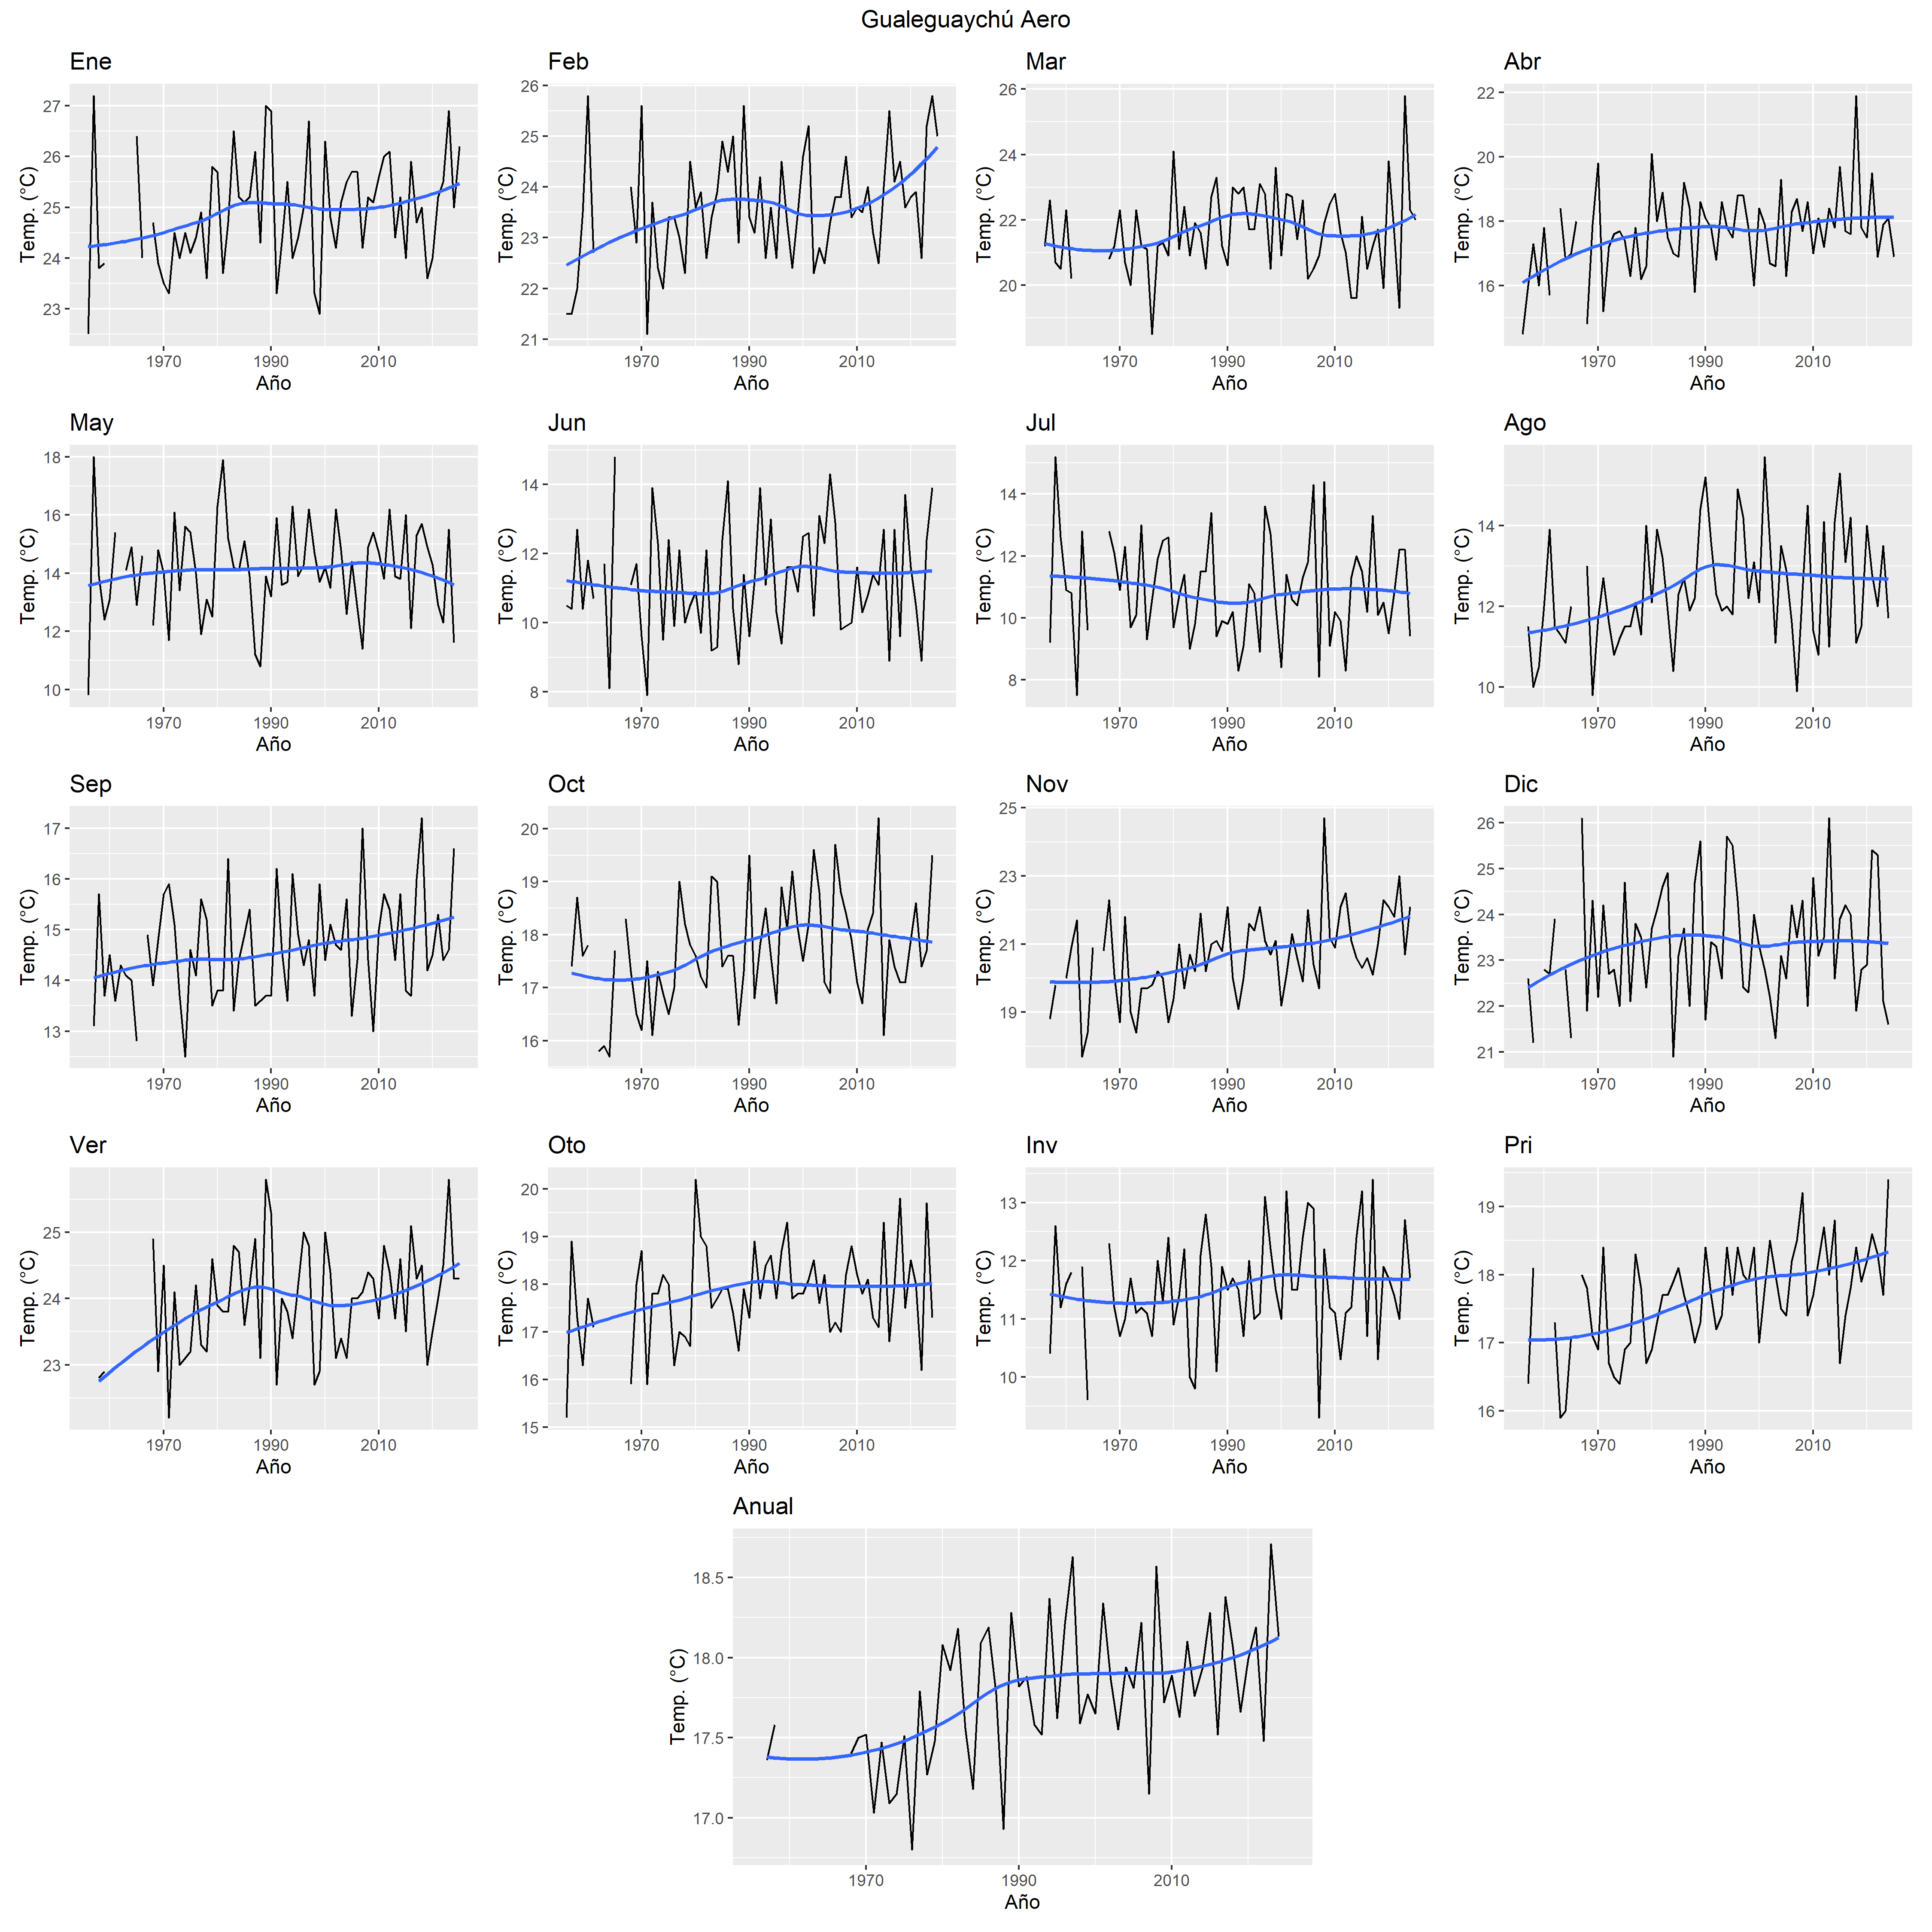 Gualeguaychú Aero
Ene Feb Mar Abr
Temp. (°C) 27 26 25 24 23
1970 1990 2010
Año
Temp. (°C) 26 25 24 23 22 21
1970 1990 2010
Año
Temp. (°C) 26 24 22 20
1970 1990 2010
Año
Temp. (°C) 22 20 18 16
1970 1990 2010
Año
May Jun Jul Ago
Temp. (°C) 18 16 14 12 10
1970 1990 2010
Año
Temp. (°C) 14 12 10 8
1970 1990 2010
Año
Temp. (°C) 14 12 10 8
1970 1990 2010
Año
Temp. (°C) 14 12 10
1970 1990 2010
Año
Sep Oct Nov Dic
Temp. (°C) 17 16 15 14 13
1970 1990 2010
Año
Temp. (°C) 20 19 18 17 16
1970 1990 2010
Año
Temp. (°C) 25 23 21 19
1970 1990 2010
Año
Temp. (°C) 26 25 24 23 22 21
1970 1990 2010
Año
Ver Oto Inv Pri
Temp. (°C) 25 24 23
1970 1990 2010
Año
Temp. (°C) 20 19 18 17 16 15
1970 1990 2010
Año
Temp. (°C) 13 12 11 10
1970 1990 2010
Año
Temp. (°C) 19 18 17 16
1970 1990 2010
Año
Anual
Temp. (°C) 18.5 18.0 17.5 17.0
1970 1990 2010
Año